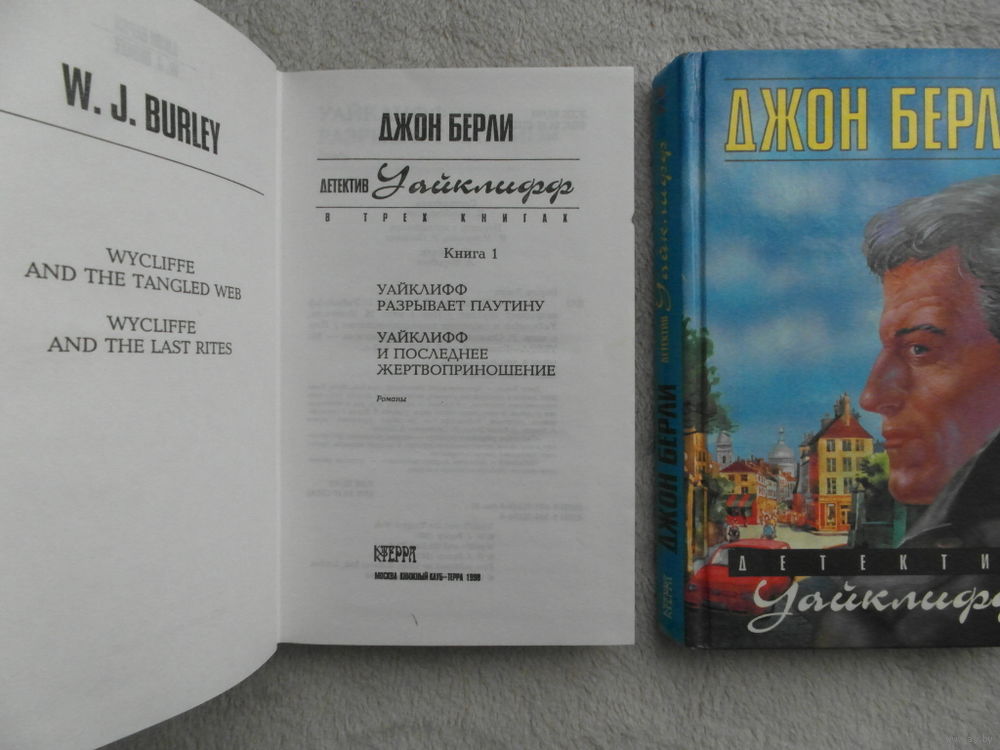 W. J. BURLEY
WYCLIFFE
AND THE TANGLED WEB
WYCLIFFE
AND THE LAST RITES
ДЖОН БЕРЛИ
ДЕТЕКТИВ Уайклифф
В ТРЕХ КНИГАХ
Книга 1
УАЙКЛИФФ
РАЗРЫВАЕТ ПАУТИНУ
УАЙКЛИФФ
И ПОСЛЕДНЕЕ
ЖЕРТВОПРИНОШЕНИЕ
Романы
ТЕРРА
МОСКВА КНИЖНЫЙ КЛУБ–ТЕРРА 1998
ДЖОН БЕРЛИ ДЕТЕКТИВ Уайклифф
ДЖОН БЕРЛ
ДЕТЕКТИ
Уайклифф